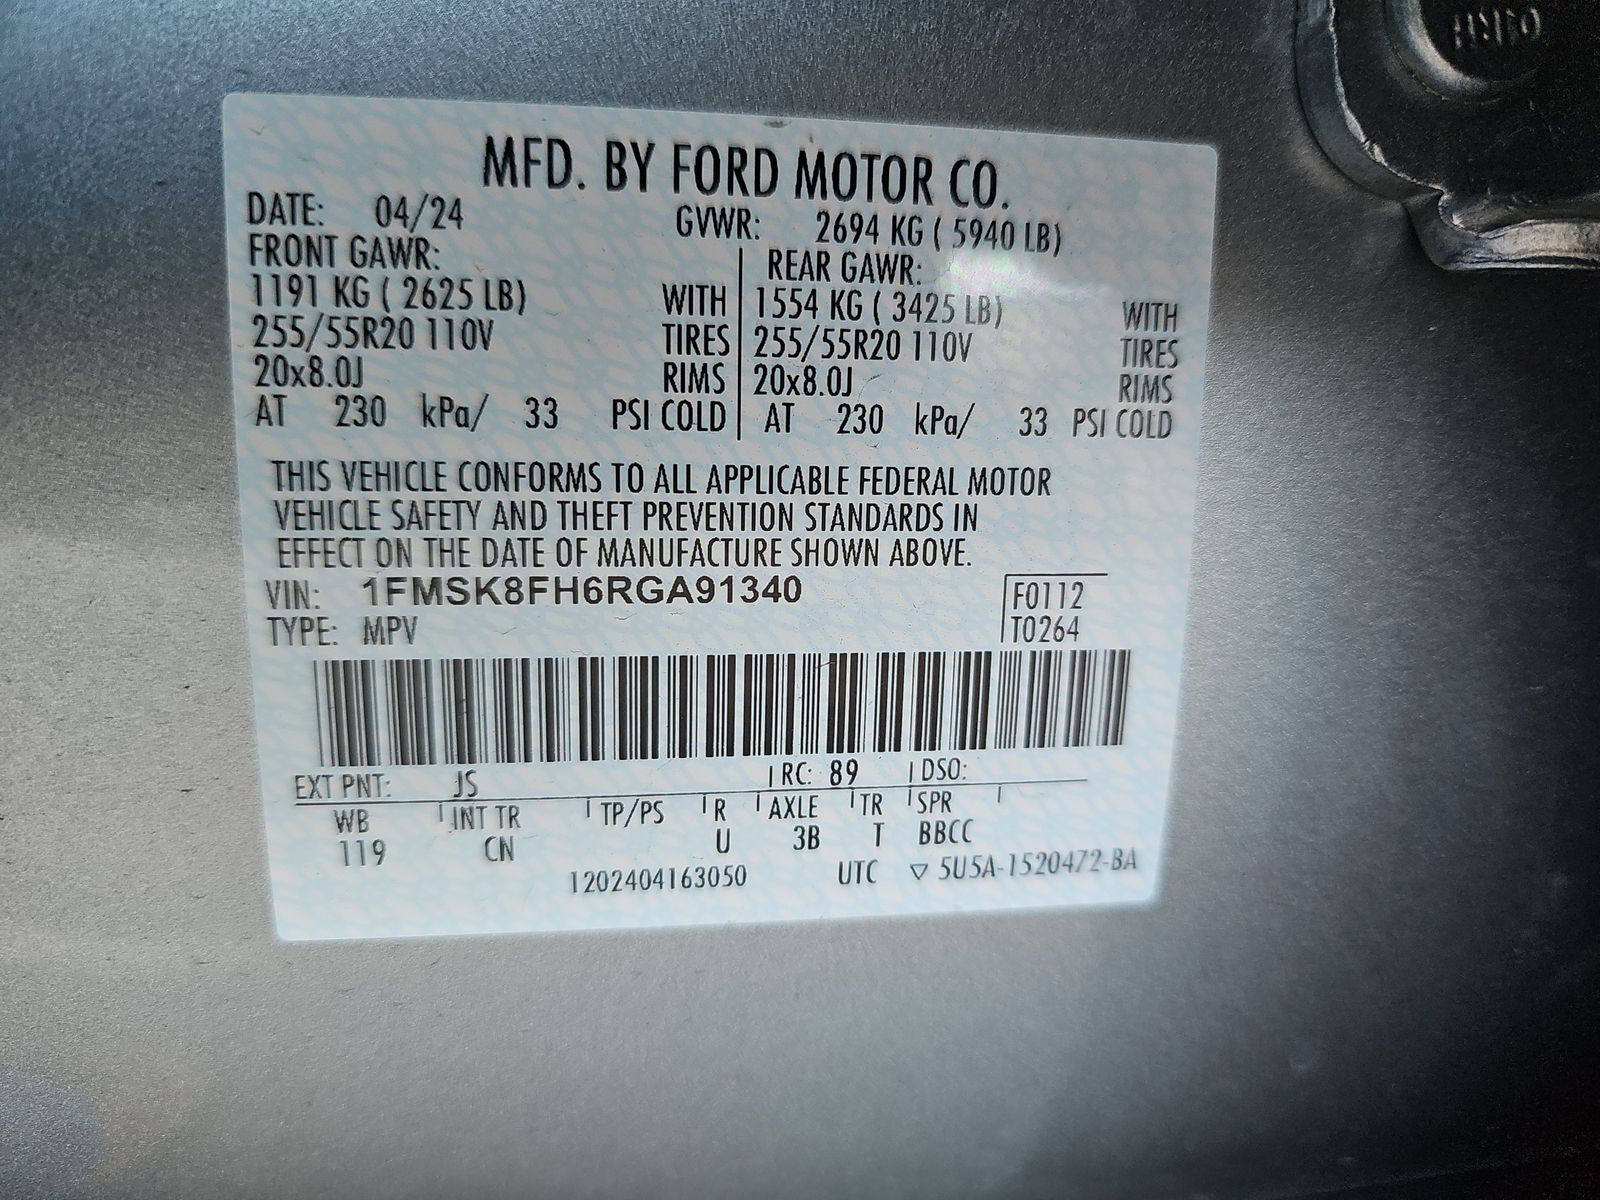 MFD. BY FORD MOTOR CO.
DATE: 04/24 GVWR: 2694 KG ( 5940 LB)
FRONT GAWR: REAR GAWR:
1191 KG ( 2625 LB) WITH 1554 KG ( 3425 LB) WITH
255/55R20 110V TIRES 255/55R20 110V TIRES
20x8.0J RIMS 20x8.0J RIMS
AT 230 kPa/ 33 PSI COLD AT 230 kPa/ 33 PSI COLD
THIS VEHICLE CONFORMS TO ALL APPLICABLE FEDERAL MOTOR
VEHICLE SAFETY AND THEFT PREVENTION STANDARDS IN
EFFECT ON THE DATE OF MANUFACTURE SHOWN ABOVE.
VIN: 1FMSK8FH6RGA91340 F0112
TYPE: MPV T0264
EXT PNT: JS RC: 89 DSO:
WB INT TR TP/PS R AXLE TR SPR
119 CN U 3B T BBCC
1202404163050 UTC ▽ 5U5A-1520472-BA